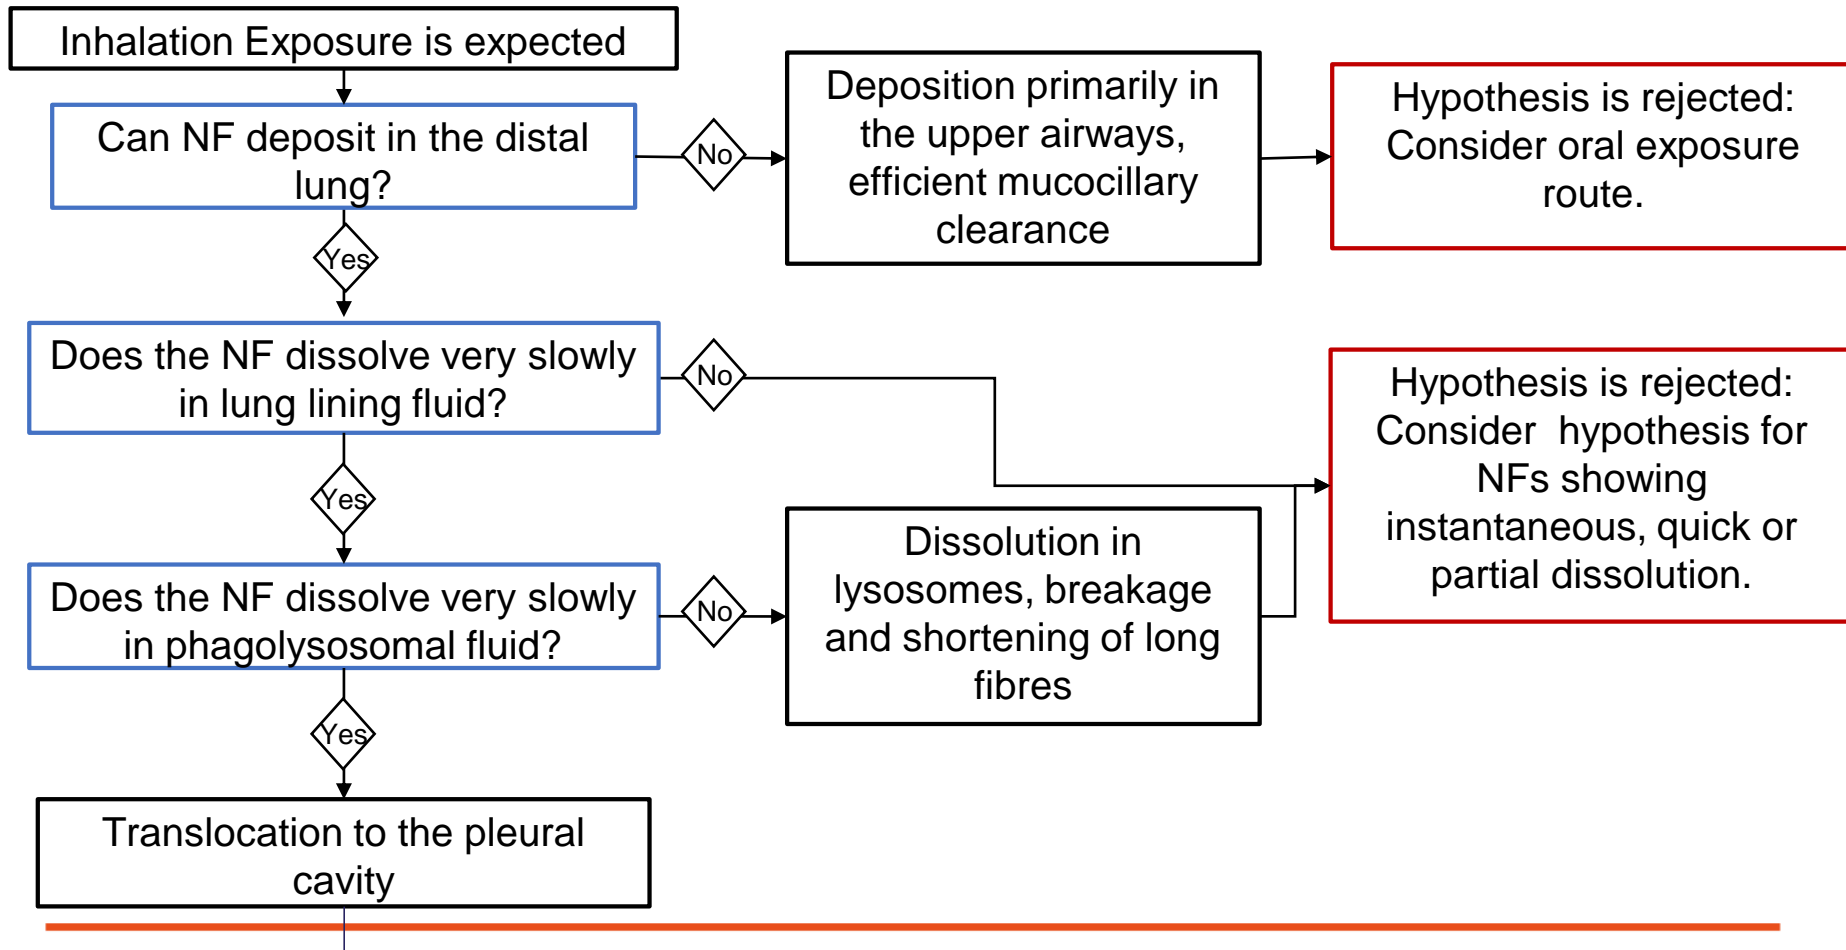 Inhalation Exposure is expected
Can NF deposit in the distal
lung?
No
Deposition primarily in
the upper airways,
efficient mucocillary
clearance
Hypothesis is rejected:
Consider oral exposure
route.
Yes
Does the NF dissolve very slowly
in lung lining fluid?
No
Hypothesis is rejected:
Consider hypothesis for
NFs showing
instantaneous, quick or
partial dissolution.
Yes
Does the NF dissolve very slowly
in phagolysosomal fluid?
No
Dissolution in
lysosomes, breakage
and shortening of long
fibres
Yes
Translocation to the pleural
cavity